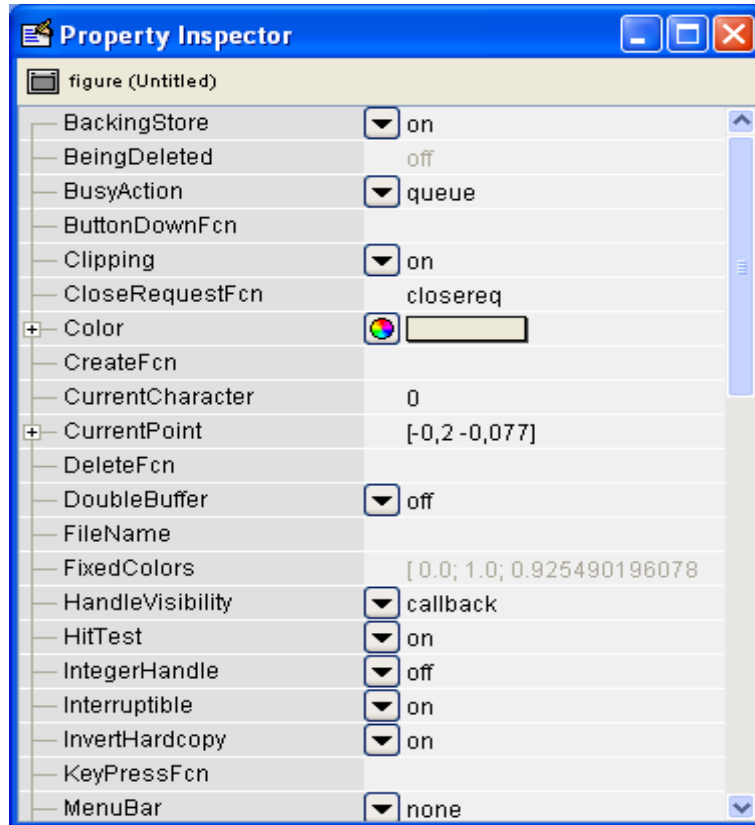 Property Inspector
figure (Untitled)
BackingStore on
BeingDeleted off
BusyAction queue
ButtonDownFcn
Clipping on
CloseRequestFcn closereq
Color
CreateFcn
CurrentCharacter 0
CurrentPoint [-0,2 -0,077]
DeleteFcn
DoubleBuffer off
FileName
FixedColors [ 0.0; 1.0; 0.925490196078
HandleVisibility callback
HitTest on
IntegerHandle off
Interruptible on
InvertHardcopy on
KeyPressFcn
MenuBar none